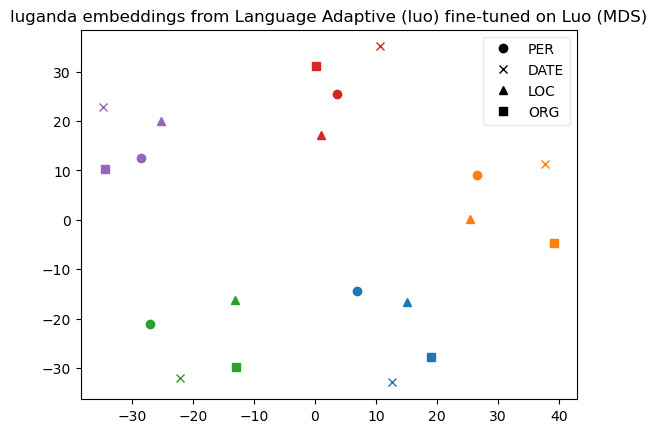 luganda embeddings from Language Adaptive (luo) fine-tuned on Luo (MDS)
PER
DATE
LOC
ORG
30
20
10
0
−10
−20
−30
−30 −20 −10 0 10 20 30 40